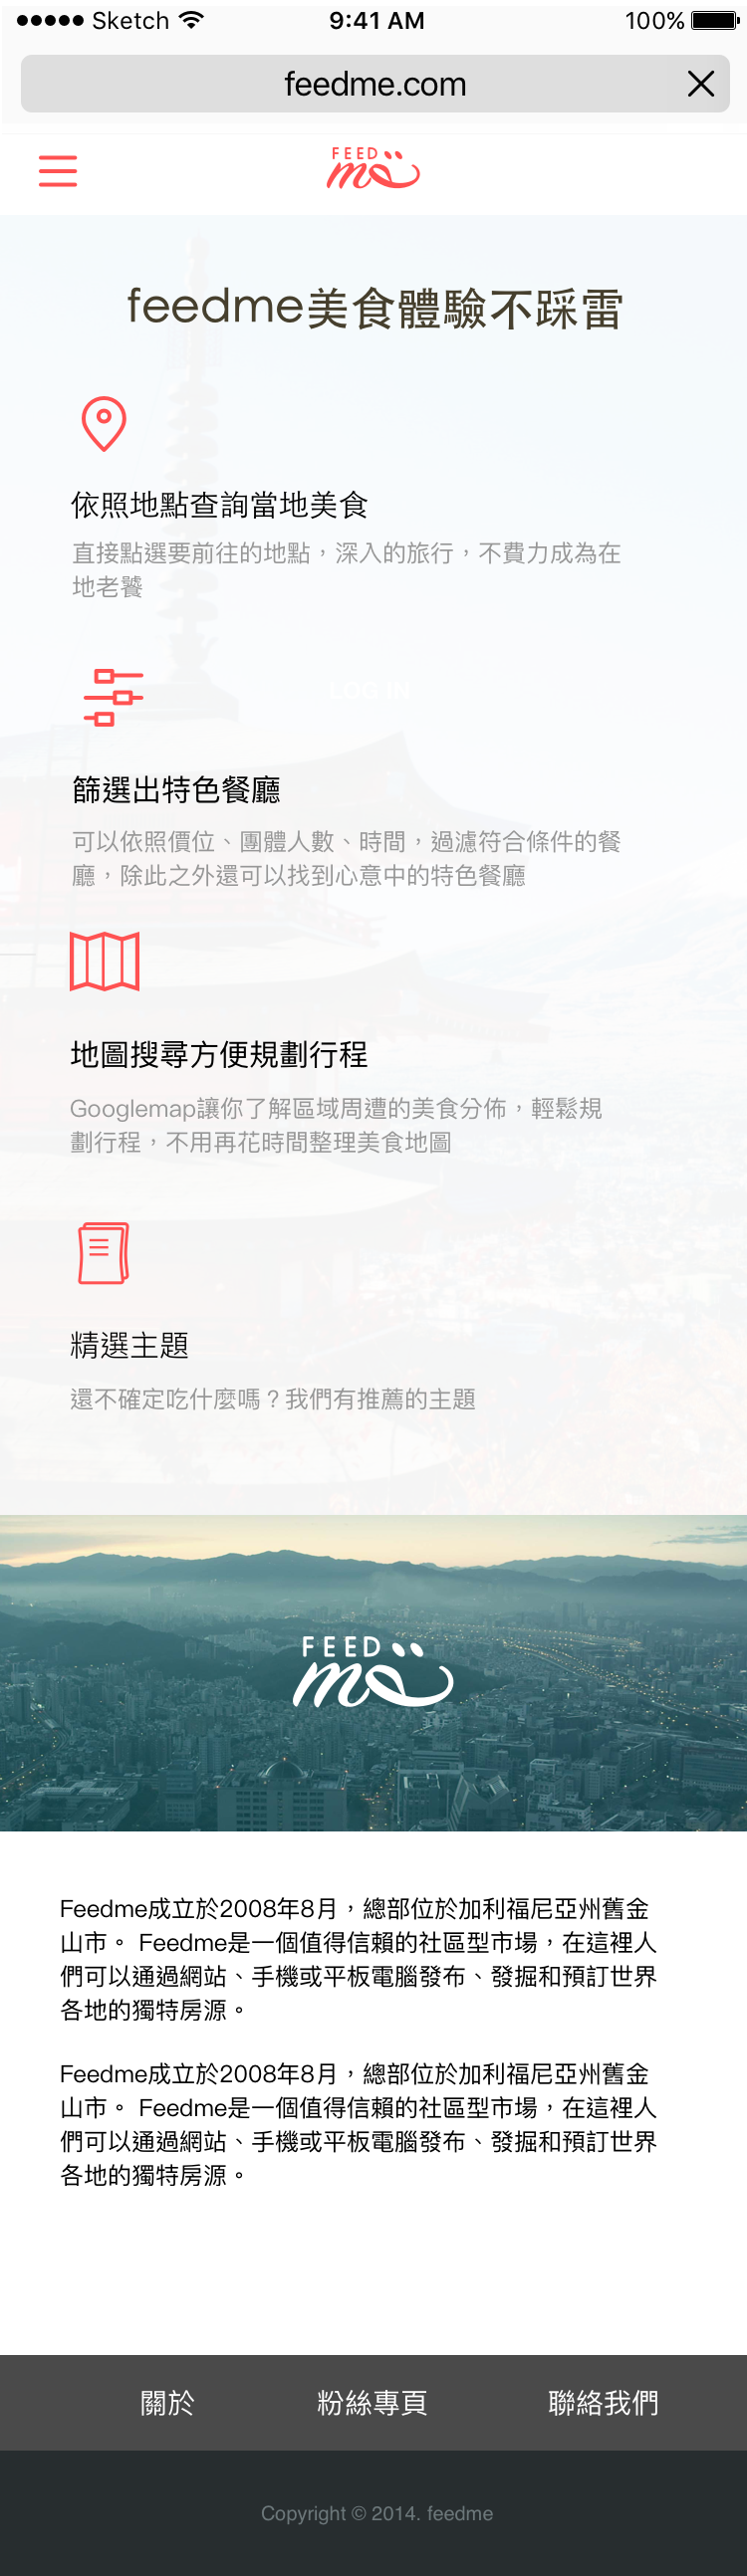 Sketch 9:41 AM 100%
feedme.com
FEED
me
feedme美食體驗不踩雷
依照地點查詢當地美食
直接點選要前往的地點，深入的旅行，不費力成為在
地老饕
LOG IN
篩選出特色餐廳
可以依照價位、團體人數、時間，過濾符合條件的餐
廳，除此之外還可以找到心意中的特色餐廳
地圖搜尋方便規劃行程
Googlemap讓你了解區域周遭的美食分佈，輕鬆規
劃行程，不用再花時間整理美食地圖
精選主題
還不確定吃什麼嗎？我們有推薦的主題
FEED
me
Feedme成立於2008年8月，總部位於加利福尼亞州舊金
山市。 Feedme是一個值得信賴的社區型市場，在這裡人
們可以通過網站、手機或平板電腦發布、發掘和預訂世界
各地的獨特房源。
Feedme成立於2008年8月，總部位於加利福尼亞州舊金
山市。 Feedme是一個值得信賴的社區型市場，在這裡人
們可以通過網站、手機或平板電腦發布、發掘和預訂世界
各地的獨特房源。
關於 粉絲專頁 聯絡我們
Copyright © 2014. feedme